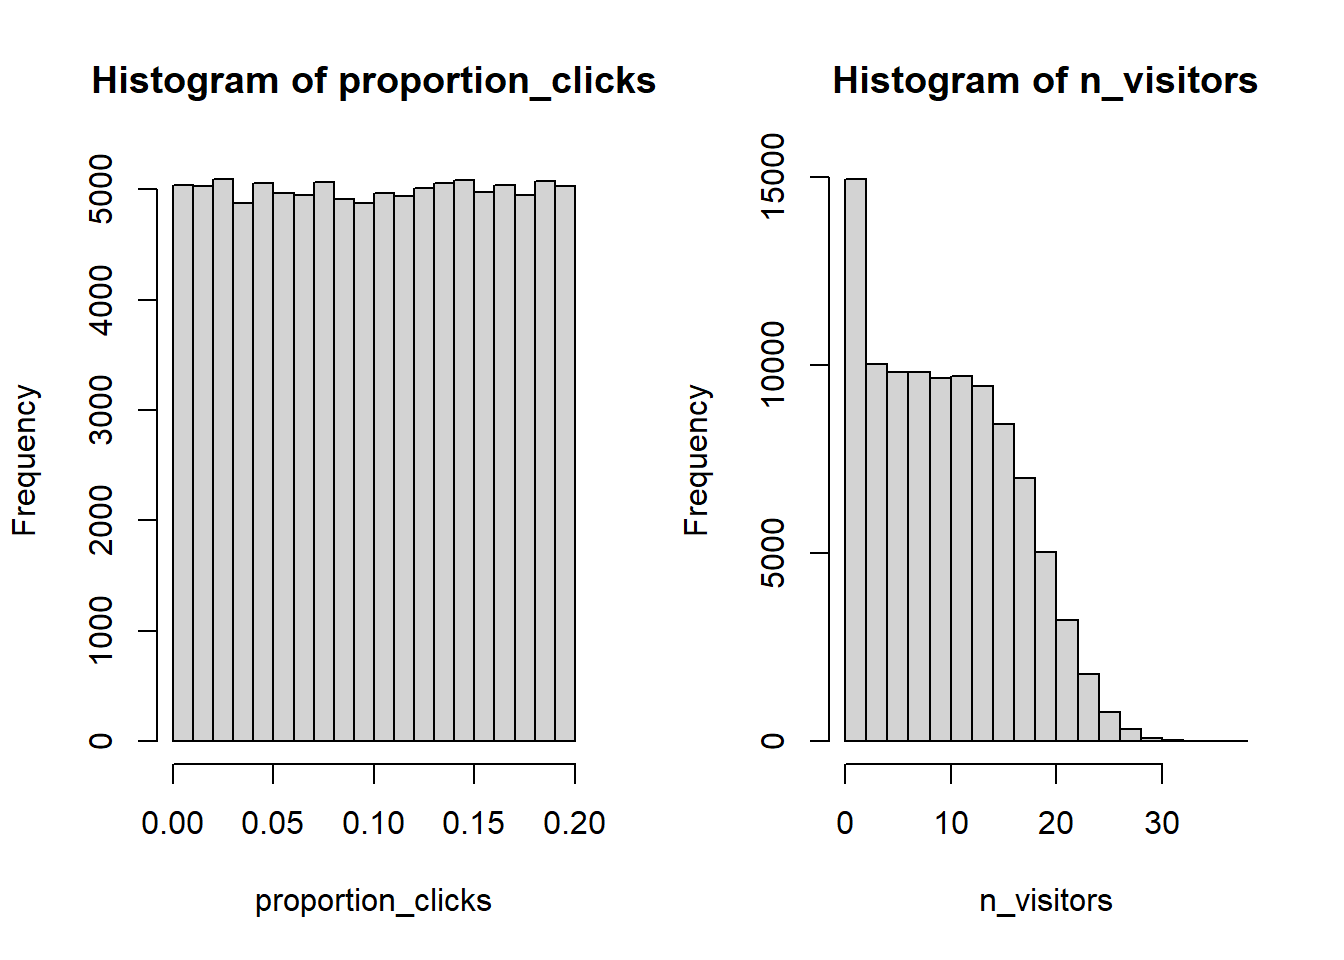 Histogram of proportion_clicks
Frequency
0
1000
2000
3000
4000
5000
0.00 0.05 0.10 0.15 0.20
proportion_clicks
Histogram of n_visitors
Frequency
0
5000
10000
15000
0 10 20 30
n_visitors